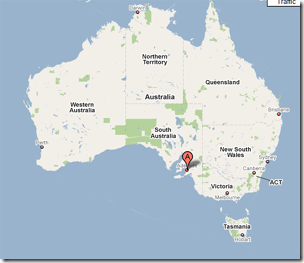 Traffic
Darwin
Northern
Territory
Queensland
Australia
Western
Australia
South
Australia
Brisbane
Perth
New South
Wales
A
Sydney
Canberra
ACT
Victoria
Melbourne
Tasmania
Hobart